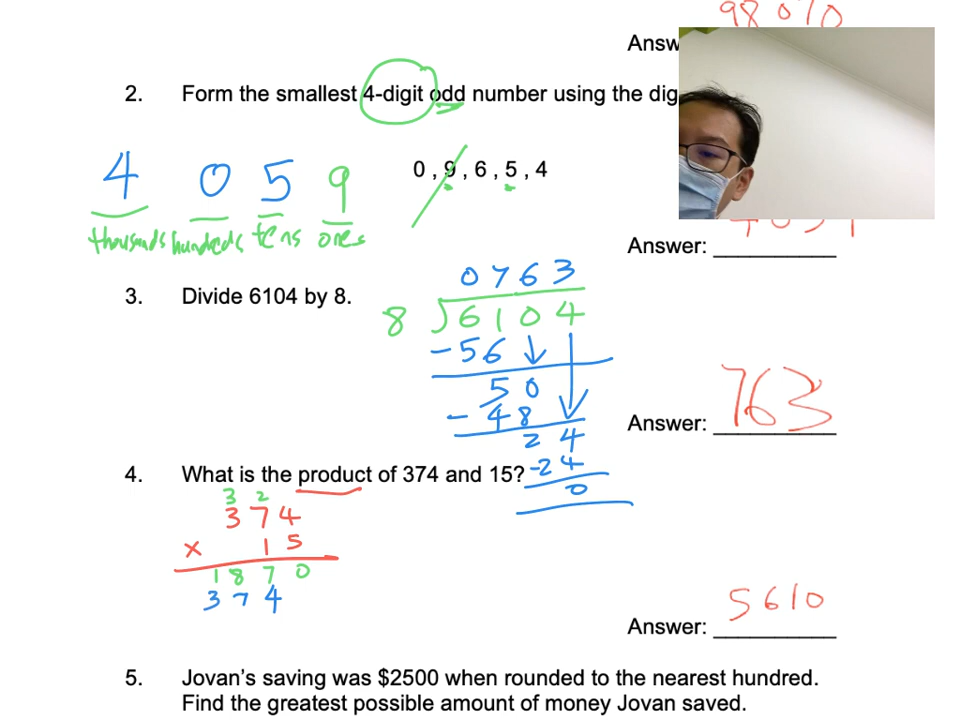 98010
Answ
2. Form the smallest 4-digit odd number using the dig
0 , 9 , 6 , 5 , 4
4 0 5 9
thousands hundreds tens ones
Answer: ________
3. Divide 6104 by 8.
0763
8 6104
-56
50
- 48
24
-24
0
Answer: 763
4. What is the product of 374 and 15?
3 2
374
x 15
1870
374
Answer: 5610
5. Jovan's saving was $2500 when rounded to the nearest hundred.
Find the greatest possible amount of money Jovan saved.